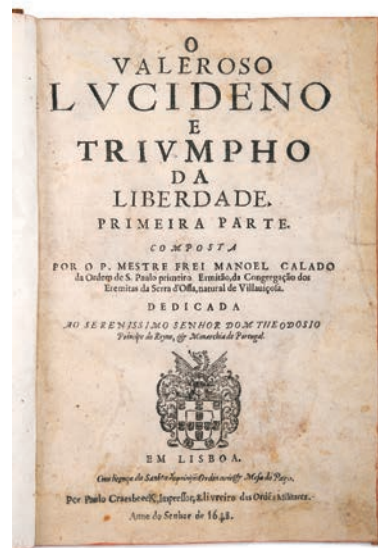 O
VALEROSO
LVCIDENO
E
TRIVMPHO
DA
LIBERDADE.
PRIMEIRA PARTE.
COMPOSTA
POR O P. MESTRE FREI MANOEL CALADO
da Ordem de S. Paulo primeiro Ermitão, da Congregação dos
Eremitas da Serra d'Ossa, natural de Villauiçosa.
DEDICADA
AO SERENISSIMO SENHOR DOM THEODOSIO
Principe do Reyno, & Monarchia de Portugal.
EM LISBOA.
Com licença da Sancta Inquisição Ordinario, & Mesa do Paço.
Por Paulo Craesbeeck, Impressor, & livreiro das Ordẽs Militares.
Anno do Senhor de 1648.